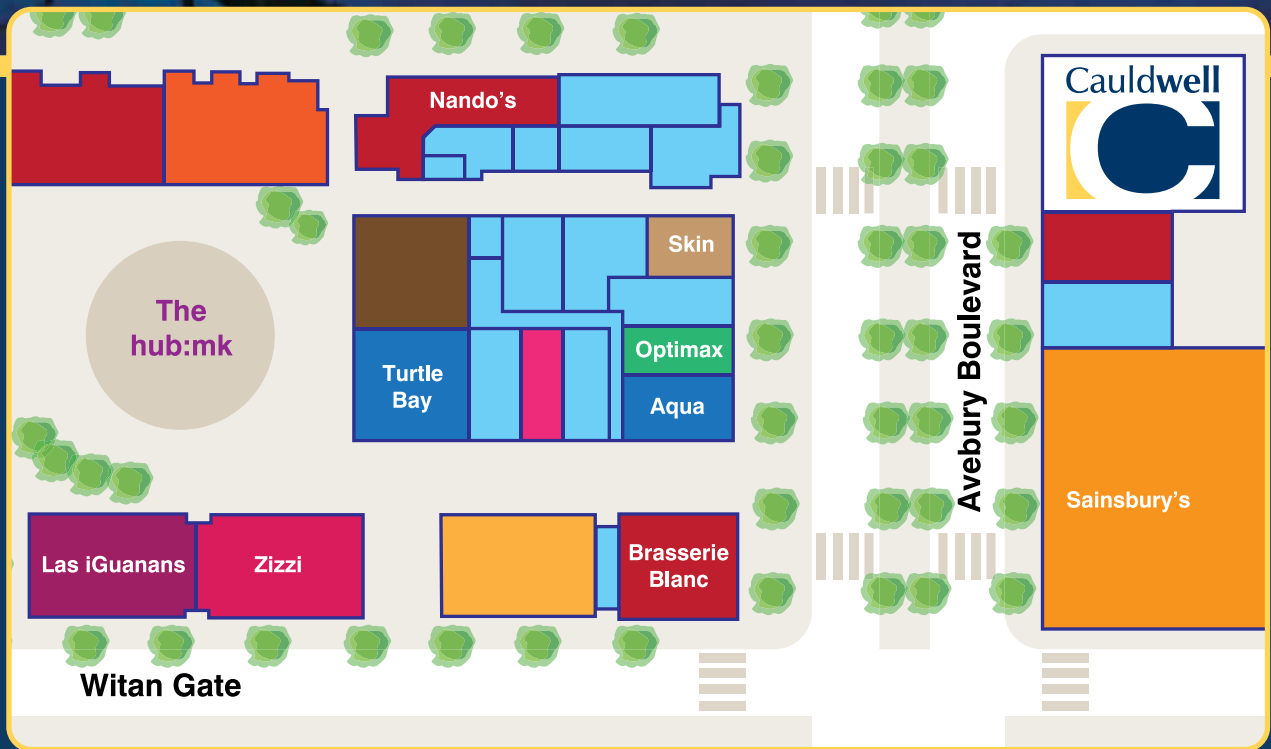 Nando's
Cauldwell
C
Skin
The
hub:mk
Optimax
Turtle
Bay
Aqua
Avebury Boulevard
Sainsbury's
Las iGuanans
Zizzi
Brasserie
Blanc
Witan Gate